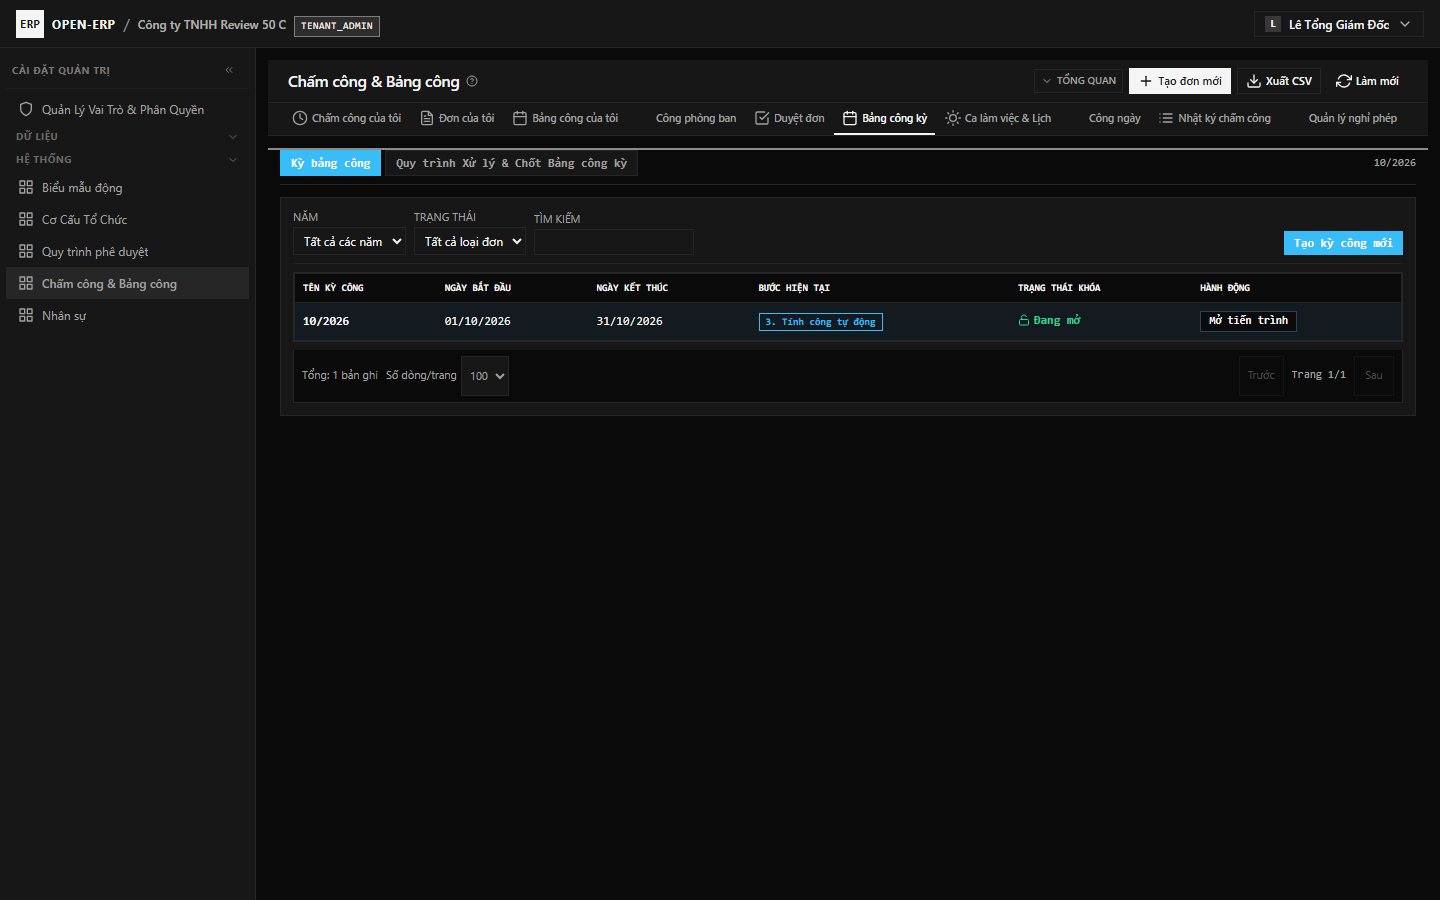 ERP OPEN-ERP / Công ty TNHH Review 50 C TENANT_ADMIN
L Lê Tổng Giám Đốc
CÀI ĐẶT QUẢN TRỊ
Quản Lý Vai Trò & Phân Quyền
DỮ LIỆU
HỆ THỐNG
Biểu mẫu động
Cơ Cấu Tổ Chức
Quy trình phê duyệt
Chấm công & Bảng công
Nhân sự
Chấm công & Bảng công
TỔNG QUAN
Tạo đơn mới
Xuất CSV
Làm mới
Chấm công của tôi
Đơn của tôi
Bảng công của tôi
Công phòng ban
Duyệt đơn
Bảng công kỳ
Ca làm việc & Lịch
Công ngày
Nhật ký chấm công
Quản lý nghỉ phép
Kỳ bảng công
Quy trình Xử lý & Chốt Bảng công kỳ
10/2026
NĂM
TRẠNG THÁI
TÌM KIẾM
Tất cả các năm
Tất cả loại đơn
Tạo kỳ công mới
TÊN KỲ CÔNG NGÀY BẮT ĐẦU NGÀY KẾT THÚC BƯỚC HIỆN TẠI TRẠNG THÁI KHÓA HÀNH ĐỘNG
10/2026 01/10/2026 31/10/2026 3. Tính công tự động Đang mở Mở tiến trình
Tổng: 1 bản ghi Số dòng/trang 100
Trước Trang 1/1 Sau